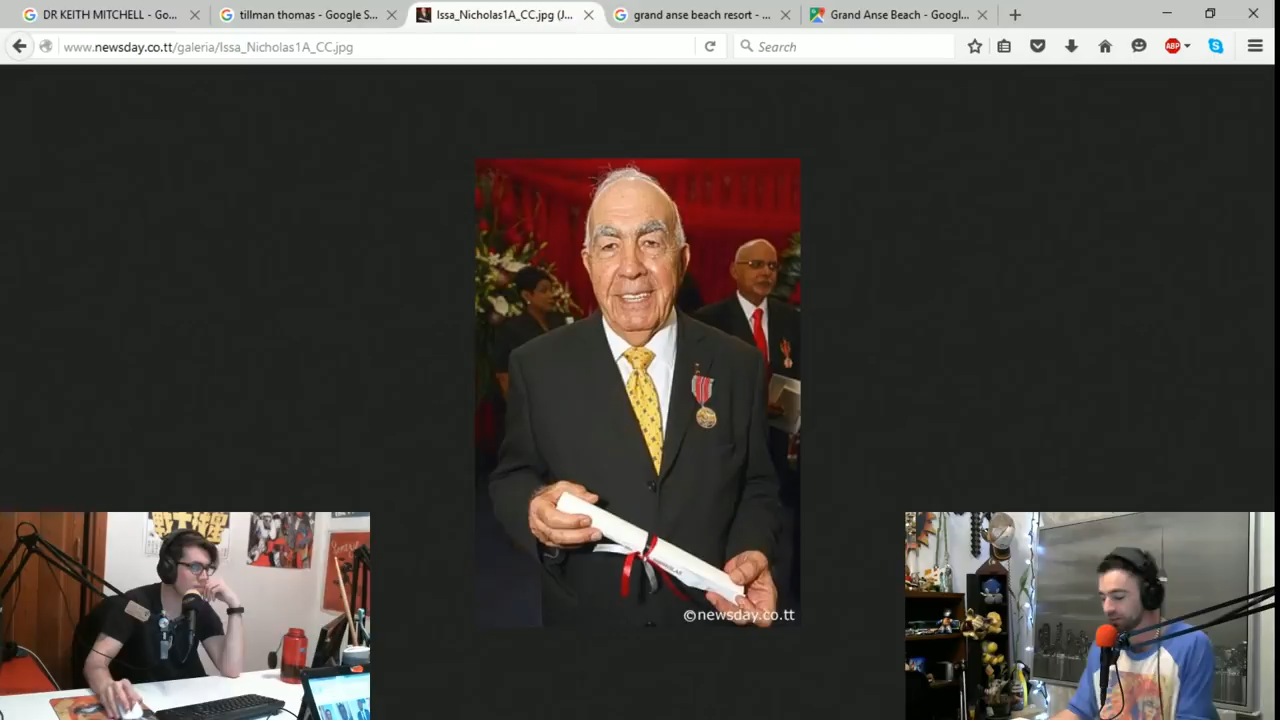 DR KEITH MITCHELL - Go...
tillman thomas - Google S...
Issa_Nicholas1A_CC.jpg (J...
grand anse beach resort - ...
Grand Anse Beach - Googl...
www.newsday.co.tt/galeria/Issa_Nicholas1A_CC.jpg
Search
ABP
©newsday.co.tt